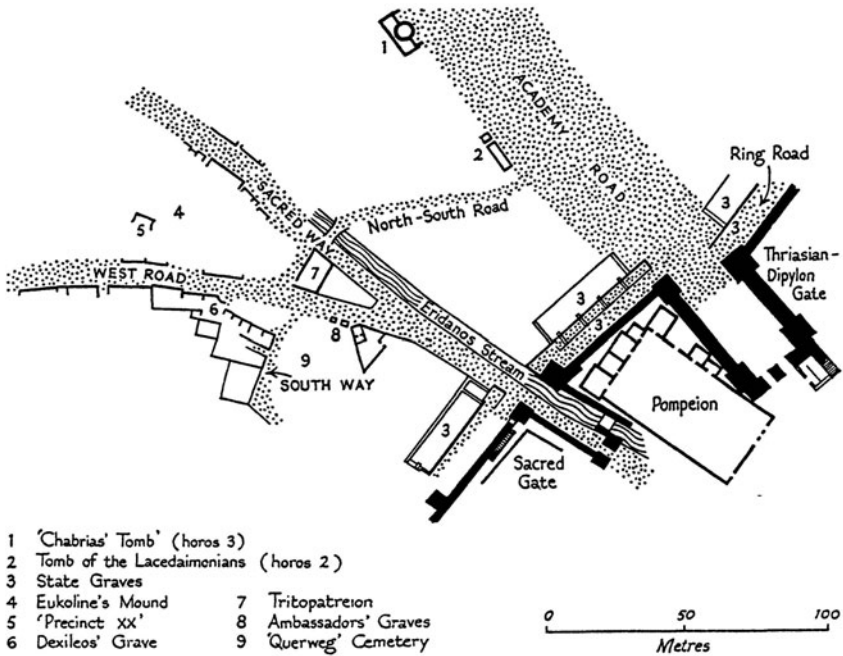 1
ACADEMY
ROAD
2
Ring Road
3
3
North-South Road
SACRED WAY
4
5
Thriasian-
Dipylon
Gate
WEST ROAD
7
3
3
6
8
Eridanos Stream
9
SOUTH WAY
Pompeion
3
Sacred
Gate
1 'Chabrias' Tomb' (horos 3)
2 Tomb of the Lacedaimonians (horos 2)
3 State Graves
4 Eukoline's Mound
5 'Precinct XX'
6 Dexileos' Grave
7 Tritopatreion
8 Ambassadors' Graves
9 'Querweg' Cemetery
0 50 100
Metres